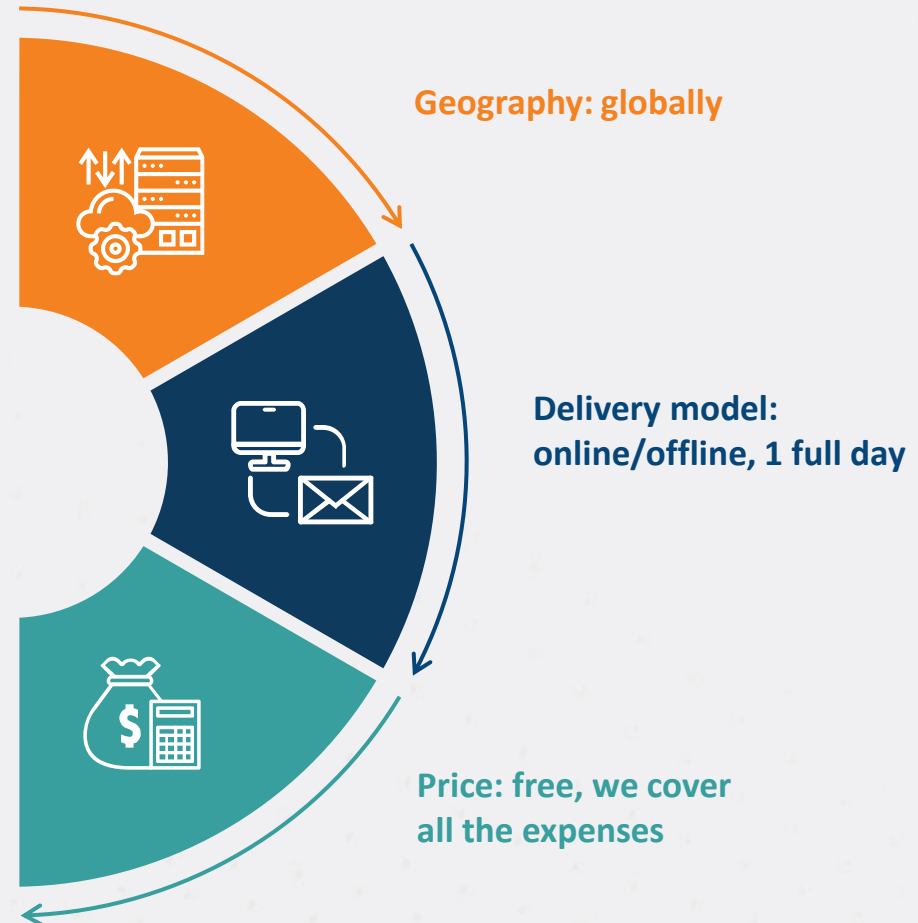 Geography: globally
Delivery model:
online/offline, 1 full day
$
Price: free, we cover
all the expenses